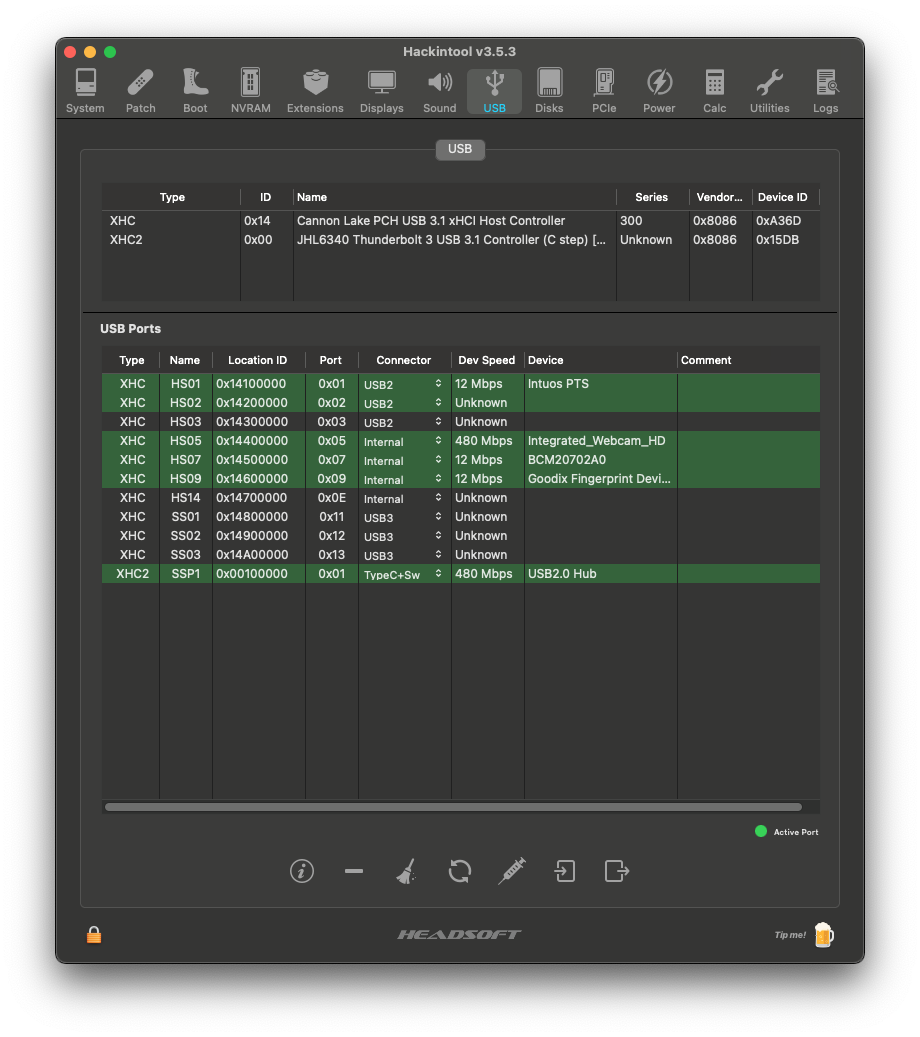 Hackintool v3.5.3
System Patch Boot NVRAM Extensions Displays Sound USB Disks PCIe Power Calc Utilities Logs
USB
Type ID Name Series Vendor... Device ID
XHC 0x14 Cannon Lake PCH USB 3.1 xHCI Host Controller 300 0x8086 0xA36D
XHC2 0x00 JHL6340 Thunderbolt 3 USB 3.1 Controller (C step) [... Unknown 0x8086 0x15DB
USB Ports
Type Name Location ID Port Connector Dev Speed Device Comment
XHC HS01 0x14100000 0x01 USB2 12 Mbps Intuos PTS
XHC HS02 0x14200000 0x02 USB2 Unknown
XHC HS03 0x14300000 0x03 USB2 Unknown
XHC HS05 0x14400000 0x05 Internal 480 Mbps Integrated_Webcam_HD
XHC HS07 0x14500000 0x07 Internal 12 Mbps BCM20702A0
XHC HS09 0x14600000 0x09 Internal 12 Mbps Goodix Fingerprint Devi...
XHC HS14 0x14700000 0x0E Internal Unknown
XHC SS01 0x14800000 0x11 USB3 Unknown
XHC SS02 0x14900000 0x12 USB3 Unknown
XHC SS03 0x14A00000 0x13 USB3 Unknown
XHC2 SSP1 0x00100000 0x01 TypeC+Sw 480 Mbps USB2.0 Hub
Active Port
HEADSOFT
Tip me!